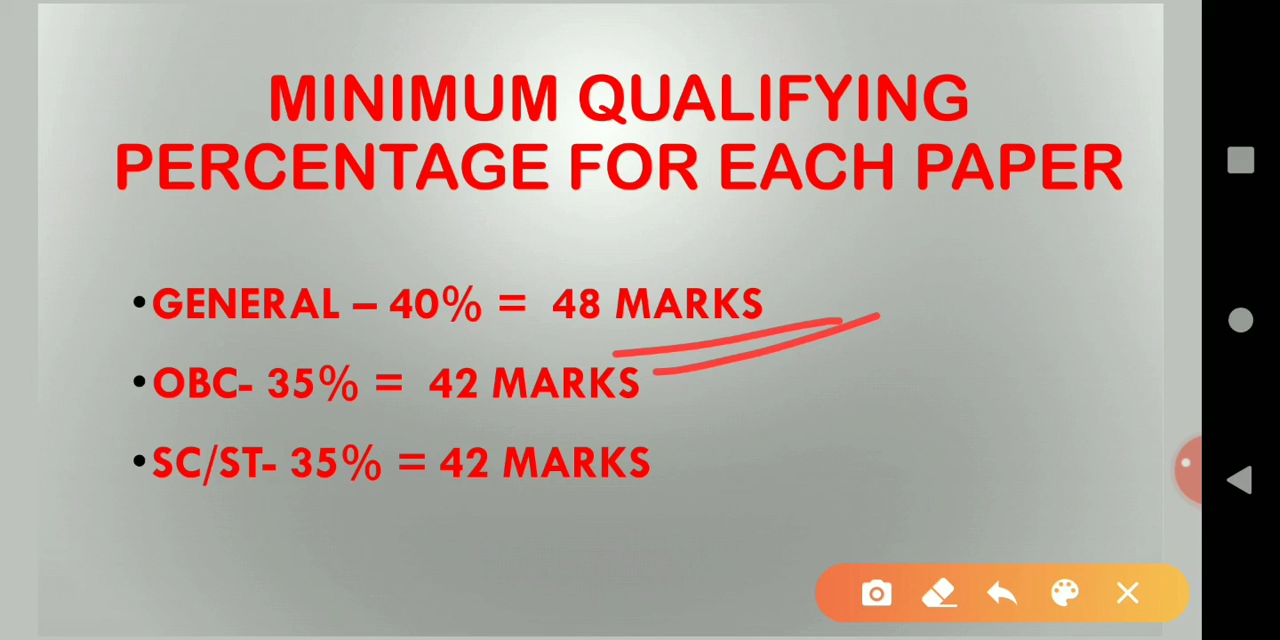 MINIMUM QUALIFYING
PERCENTAGE FOR EACH PAPER
•GENERAL – 40% = 48 MARKS
•OBC- 35% = 42 MARKS
•SC/ST- 35% = 42 MARKS